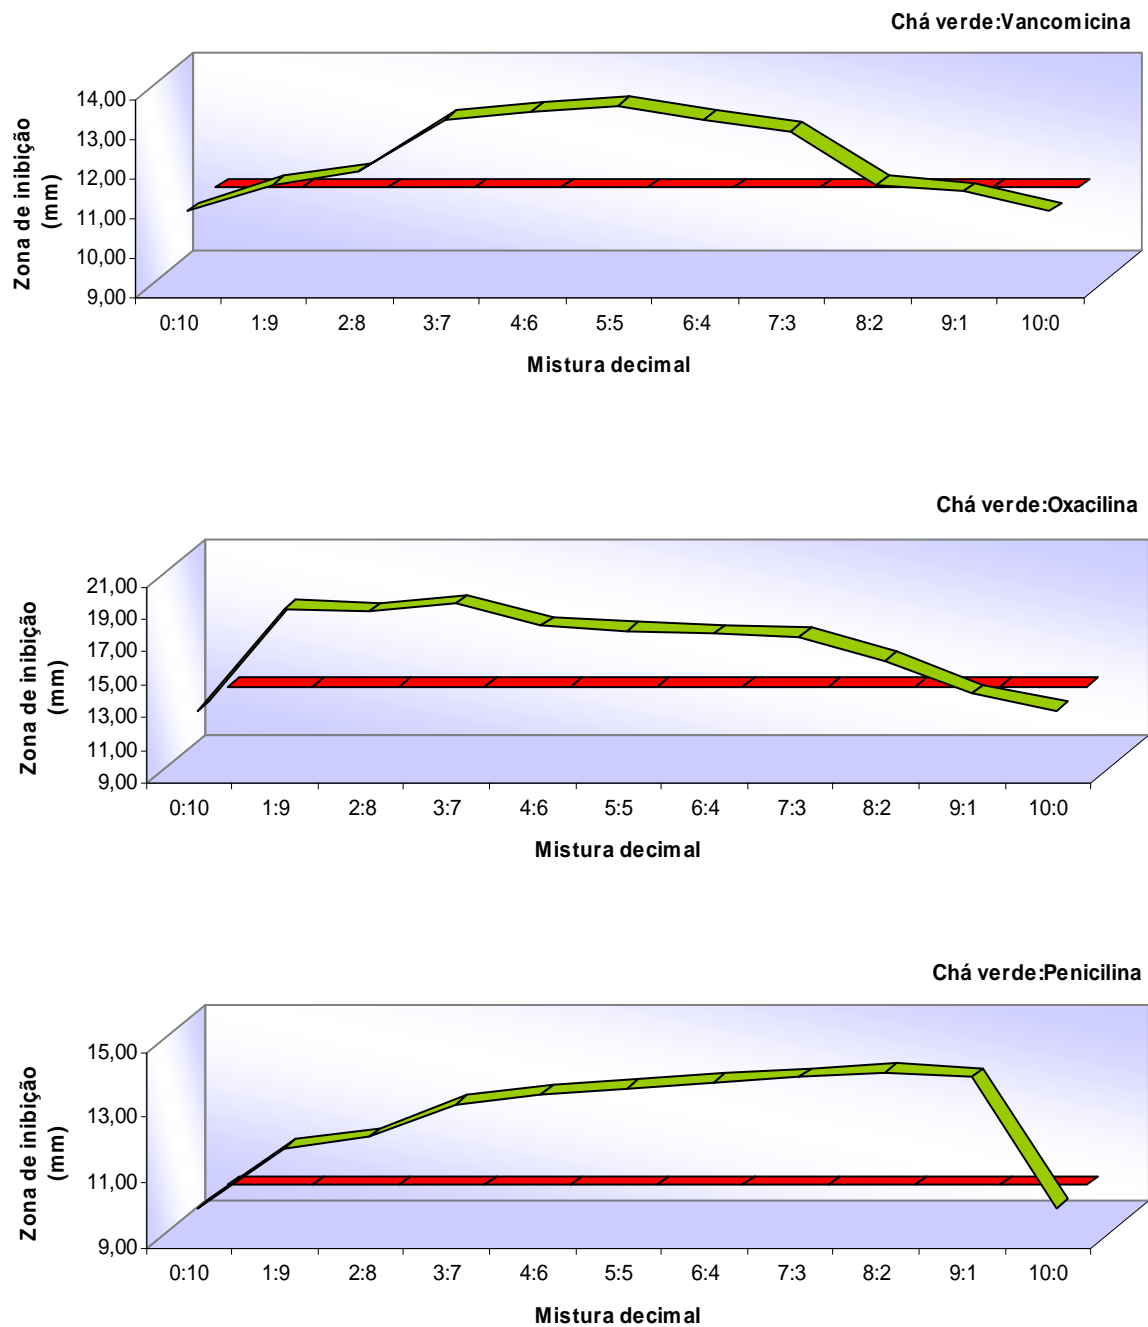 Chá verde:Vancomicina
Zona de inibição
(mm)
14,00
13,00
12,00
11,00
10,00
9,00
0:10 1:9 2:8 3:7 4:6 5:5 6:4 7:3 8:2 9:1 10:0
Mistura decimal
Chá verde:Oxacilina
Zona de inibição
(mm)
21,00
19,00
17,00
15,00
13,00
11,00
9,00
0:10 1:9 2:8 3:7 4:6 5:5 6:4 7:3 8:2 9:1 10:0
Mistura decimal
Chá verde:Penicilina
Zona de inibição
(mm)
15,00
13,00
11,00
9,00
0:10 1:9 2:8 3:7 4:6 5:5 6:4 7:3 8:2 9:1 10:0
Mistura decimal